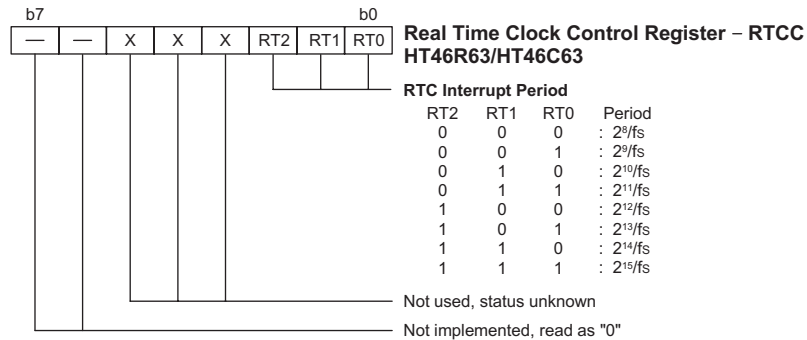 b7 b0
— — X X X RT2 RT1 RT0
Real Time Clock Control Register − RTCC
HT46R63/HT46C63
RTC Interrupt Period
RT2 RT1 RT0 Period
0 0 0 : 2⁸/fS
0 0 1 : 2⁹/fS
0 1 0 : 2¹⁰/fS
0 1 1 : 2¹¹/fS
1 0 0 : 2¹²/fS
1 0 1 : 2¹³/fS
1 1 0 : 2¹⁴/fS
1 1 1 : 2¹⁵/fS
Not used, status unknown
Not implemented, read as "0"